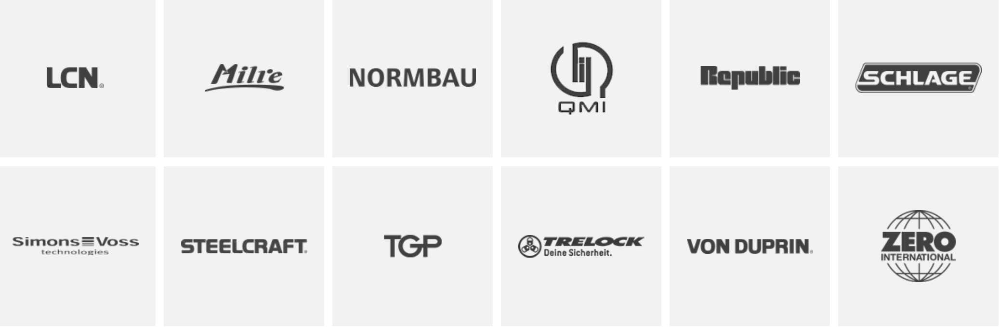 LCN®
Milre
NORMBAU
QMI
Republic
SCHLAGE®
Simons Voss
technologies
STEELCRAFT®
TGP
TRELOCK
Deine Sicherheit.
VON DUPRIN®
ZERO
INTERNATIONAL